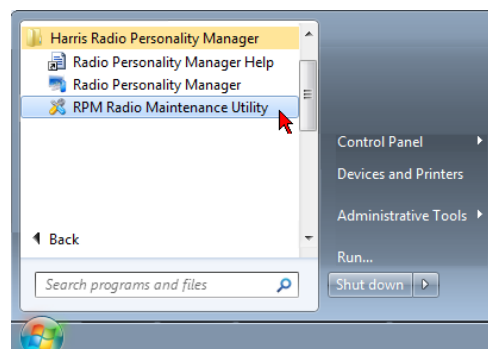 Harris Radio Personality Manager
Radio Personality Manager Help
Radio Personality Manager
RPM Radio Maintenance Utility
Back
Search programs and files
Control Panel
Devices and Printers
Administrative Tools
Run...
Shut down